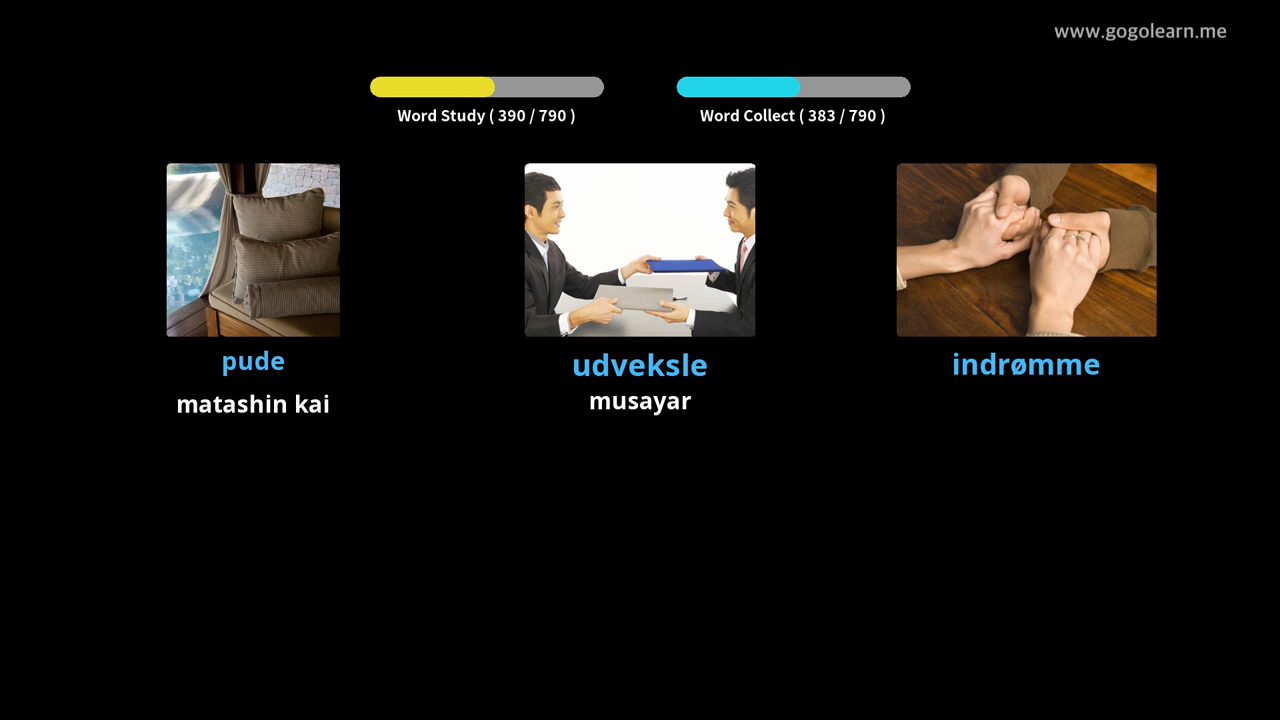 www.gogolearn.me
Word Study ( 390 / 790 )
Word Collect ( 383 / 790 )
pude
matashin kai
udveksle
musayar
indrømme